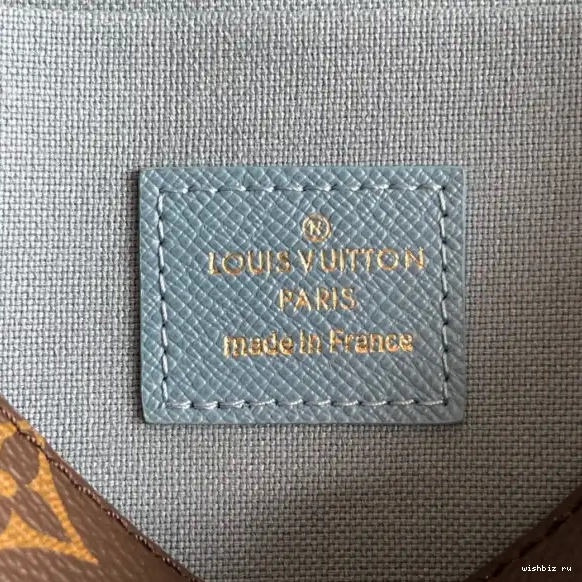 ®
LOUIS VUITTON
PARIS
made in France
wishbiz ru